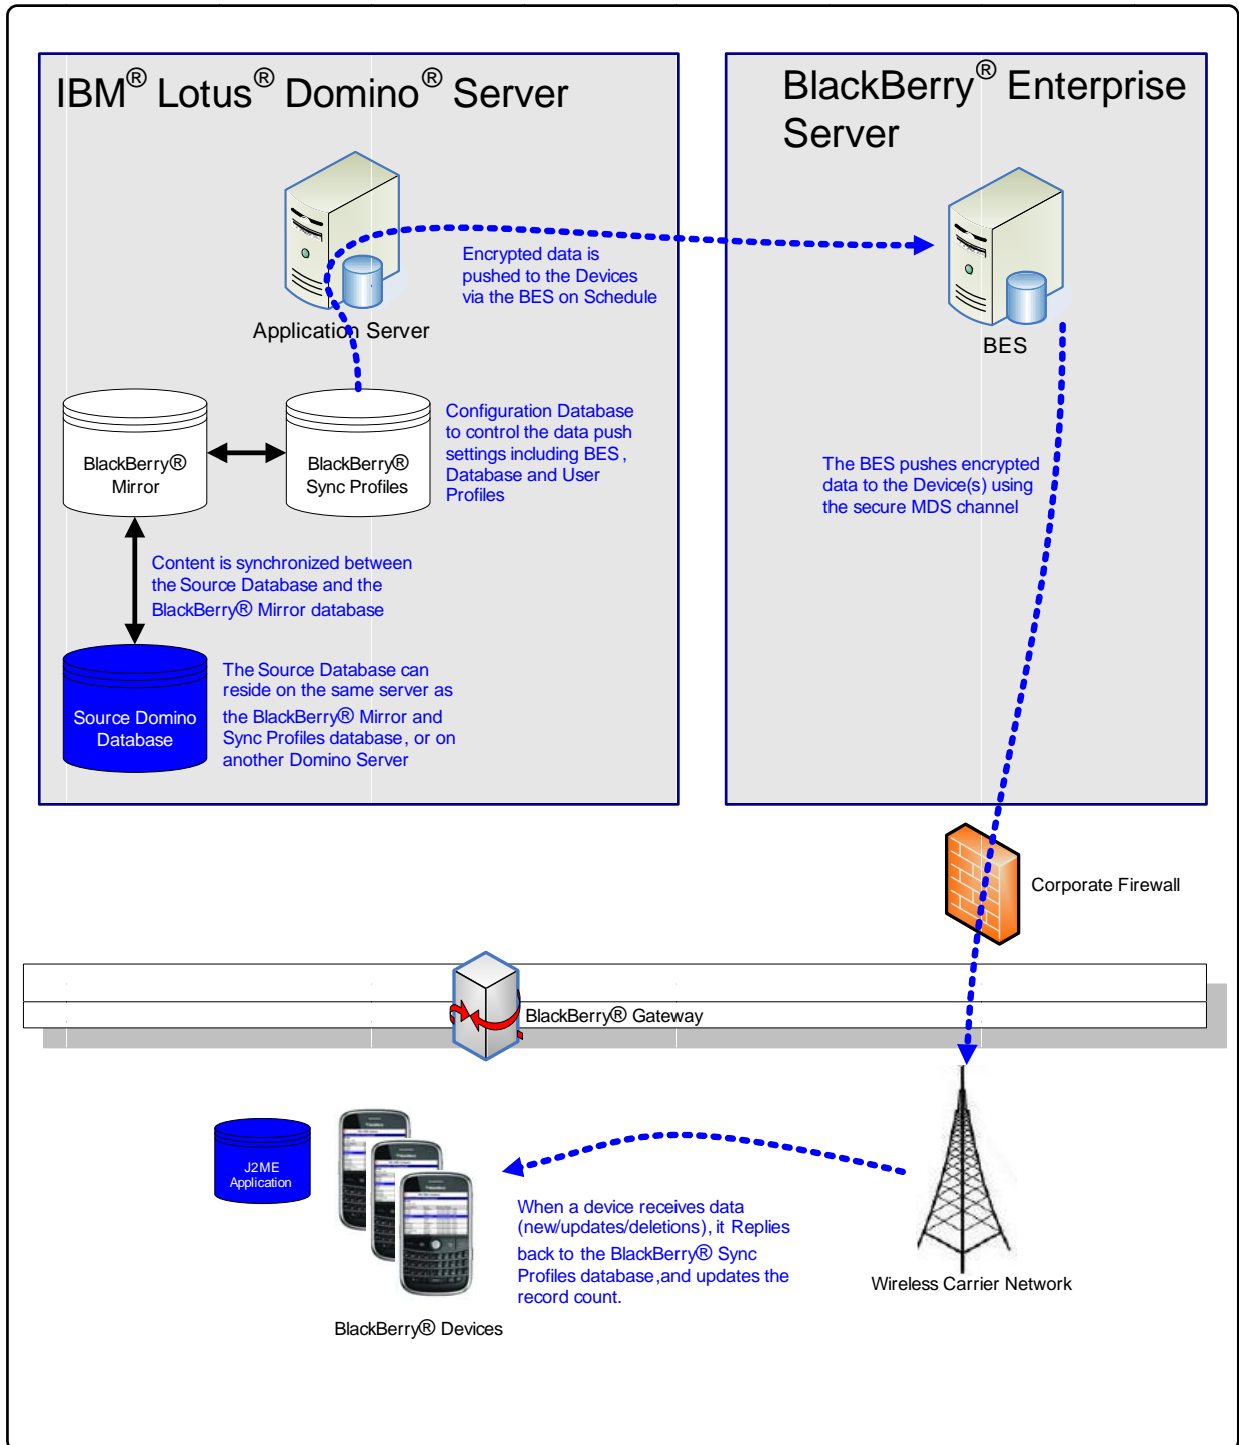 IBM® Lotus® Domino® Server
BlackBerry® Enterprise
Server
Encrypted data is
pushed to the Devices
via the BES on Schedule
Application Server
BES
BlackBerry®
Mirror
BlackBerry®
Sync Profiles
Configuration Database
to control the data push
settings including BES,
Database and User
Profiles
The BES pushes encrypted
data to the Device(s) using
the secure MDS channel
Content is synchronized between
the Source Database and the
BlackBerry® Mirror database
Source Domino
Database
The Source Database can
reside on the same server as
the BlackBerry® Mirror and
Sync Profiles database, or on
another Domino Server
Corporate Firewall
BlackBerry® Gateway
J2ME
Application
When a device receives data
(new/updates/deletions), it Replies
back to the BlackBerry® Sync
Profiles database, and updates the
record count.
BlackBerry® Devices
Wireless Carrier Network